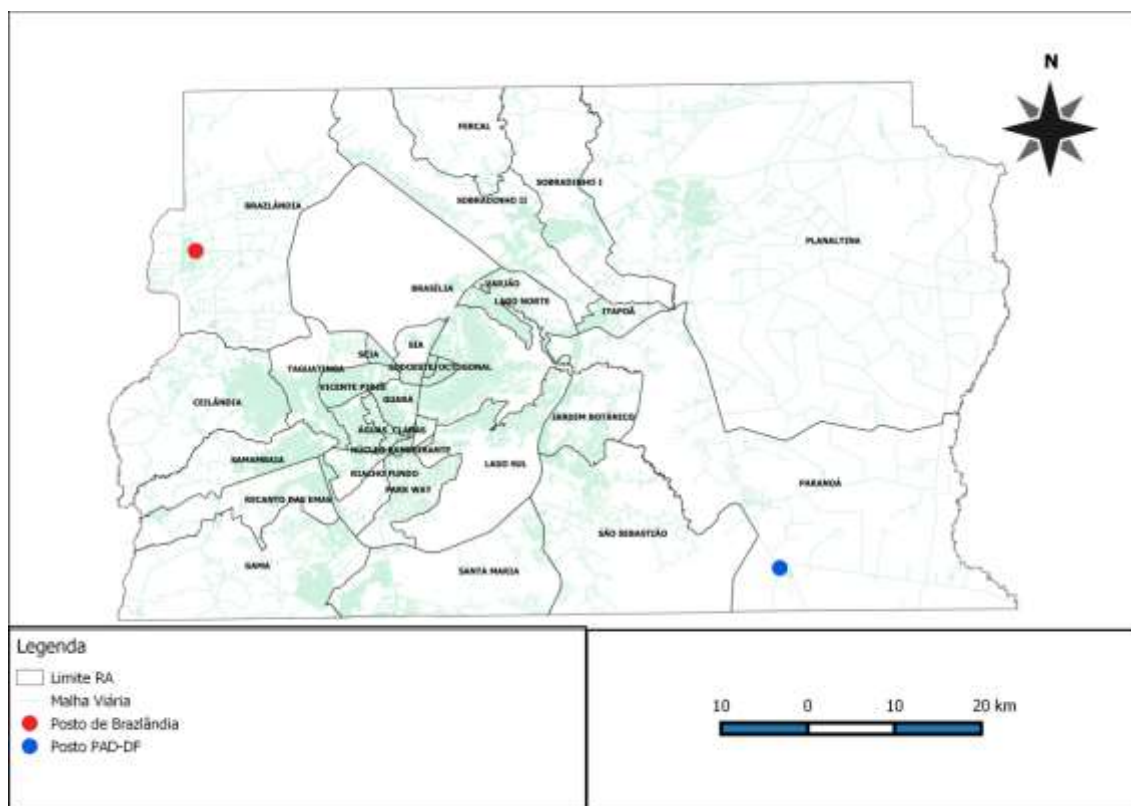 N
FERCAL
SOBRADINHO I
SOBRADINHO II
BRAZLÂNDIA
PLANALTINA
BRASÍLIA
VARJÃO
LAGO NORTE
ITAPOÃ
SIA
SCIA
SUDOESTE/OCTOGONAL
TAGUATINGA
VICENTE PIRES
GUARÁ
CEILÂNDIA
JARDIM BOTÂNICO
ÁGUAS CLARAS
NÚCLEO BANDEIRANTE
SAMAMBAIA
LAGO SUL
RIACHO FUNDO
PARK WAY
PARANOÁ
RECANTO DAS EMAS
SÃO SEBASTIÃO
GAMA
SANTA MARIA
Legenda
Limite RA
Malha Viária
Posto de Brazlândia
Posto PAD-DF
10 0 10 20 km